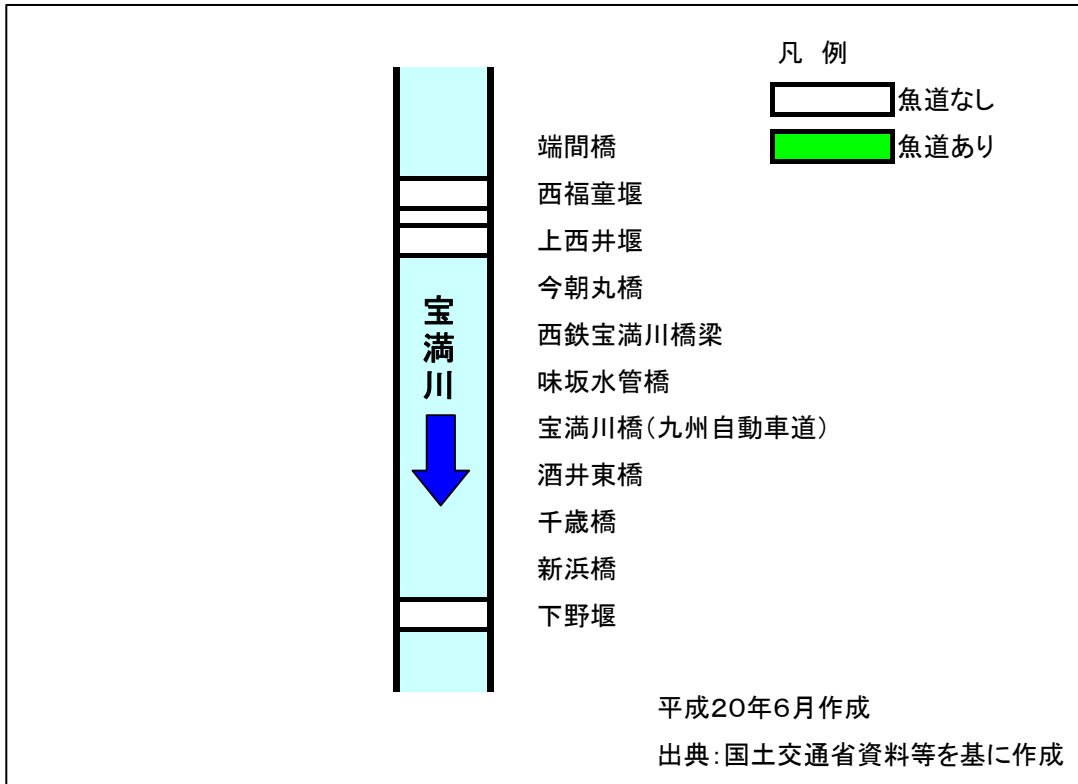 凡 例
魚道なし
魚道あり
端間橋
西福童堰
上西井堰
今朝丸橋
西鉄宝満川橋梁
味坂水管橋
宝満川橋(九州自動車道)
酒井東橋
千歳橋
新浜橋
下野堰
宝満川
平成20年6月作成
出典:国土交通省資料等を基に作成